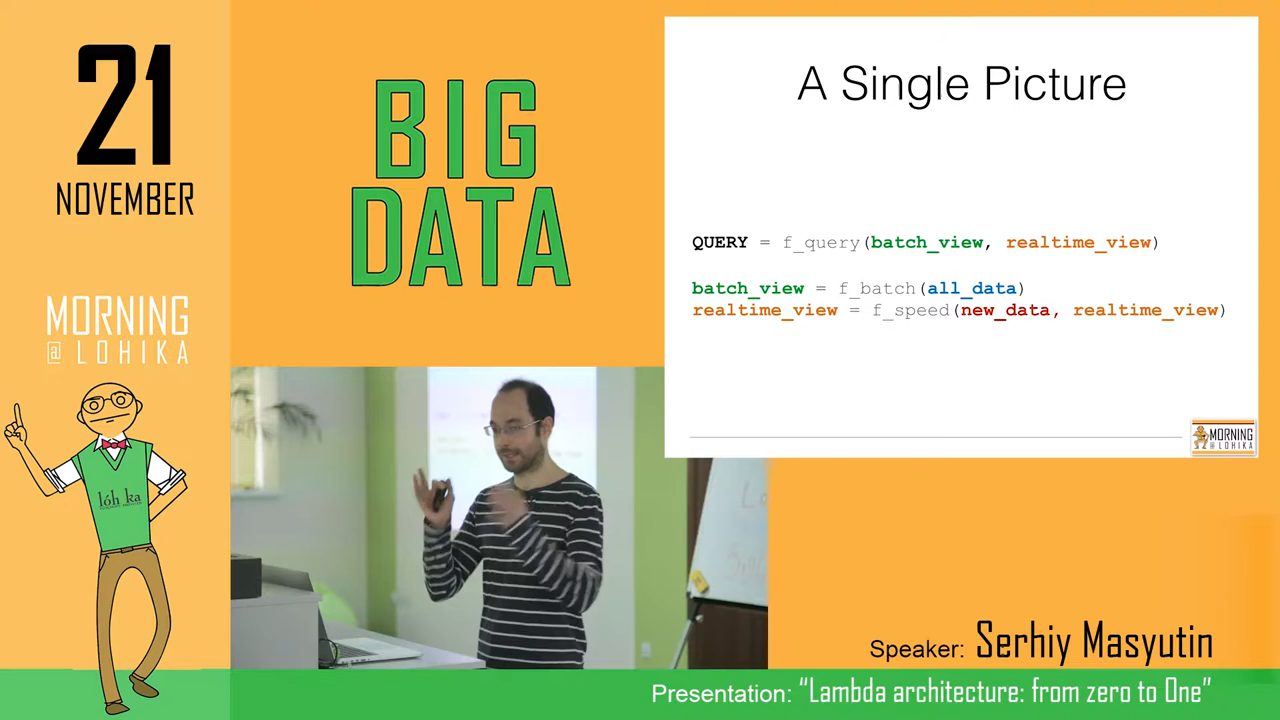 21
NOVEMBER
MORNING
@ LOHIKA
lóh ka
BIG
DATA
A Single Picture
QUERY = f_query(batch_view, realtime_view)
batch_view = f_batch(all_data)
realtime_view = f_speed(new_data, realtime_view)
MORNING
@ LOHIKA
Speaker: Serhiy Masyutin
Presentation: “Lambda architecture: from zero to One”